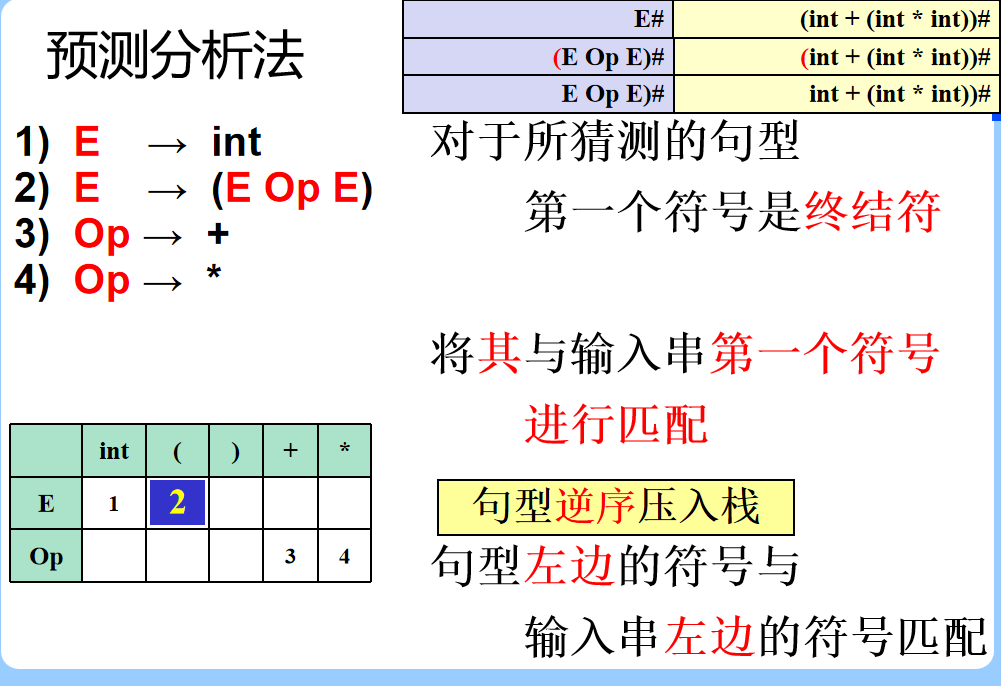 预测分析法
E# (int + (int * int))#
(E Op E)# (int + (int * int))#
E Op E)# int + (int * int))#
1) E → int
2) E → (E Op E)
3) Op → +
4) Op → *
对于所猜测的句型
第一个符号是终结符
将其与输入串第一个符号
进行匹配
句型逆序压入栈
句型左边的符号与
输入串左边的符号匹配
int ( ) + *
E 1 2
Op 3 4